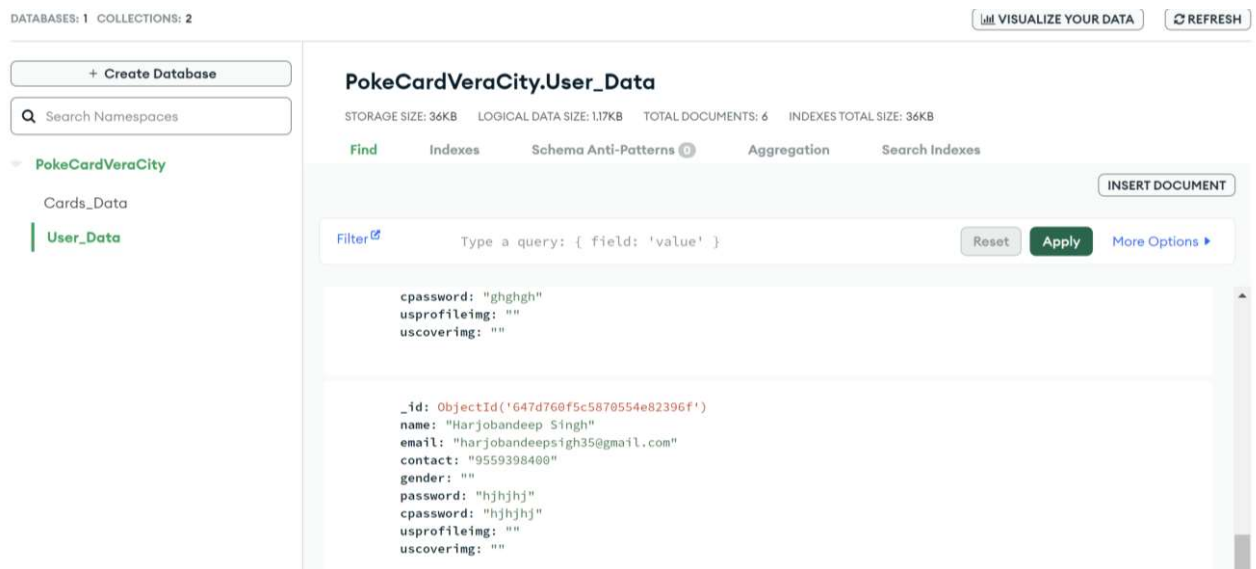 DATABASES: 1 COLLECTIONS: 2
VISUALIZE YOUR DATA
REFRESH
+ Create Database
Search Namespaces
PokeCardVeraCity
Cards_Data
User_Data
PokeCardVeraCity.User_Data
STORAGE SIZE: 36KB LOGICAL DATA SIZE: 1.17KB TOTAL DOCUMENTS: 6 INDEXES TOTAL SIZE: 36KB
Find Indexes Schema Anti-Patterns 0 Aggregation Search Indexes
INSERT DOCUMENT
Filter Type a query: { field: 'value' } Reset Apply More Options
cpassword: "ghghgh"
usprofileimg: ""
uscoverimg: ""
_id: ObjectId('647d760f5c5870554e82396f')
name: "Harjobandeep Singh"
email: "harjobandeepsigh35@gmail.com"
contact: "9559398400"
gender: ""
password: "hjhjhj"
cpassword: "hjhjhj"
usprofileimg: ""
uscoverimg: ""